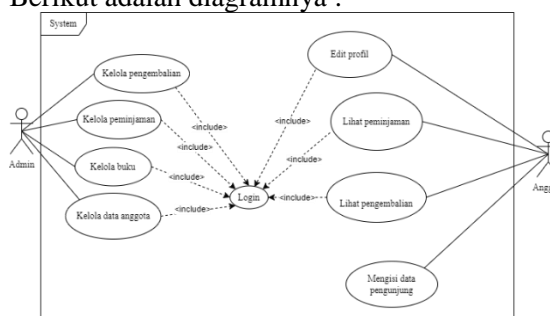 Berikut adalah diagramnya :
System
Kelola pengembalian
Edit profil
<include>
<include>
Kelola peminjaman
Lihat peminjaman
Admin
<include>
<include>
Kelola buku
<include>
Login
<include>
Lihat pengembalian
Kelola data anggota
<include>
Mengisi data
pengunjung